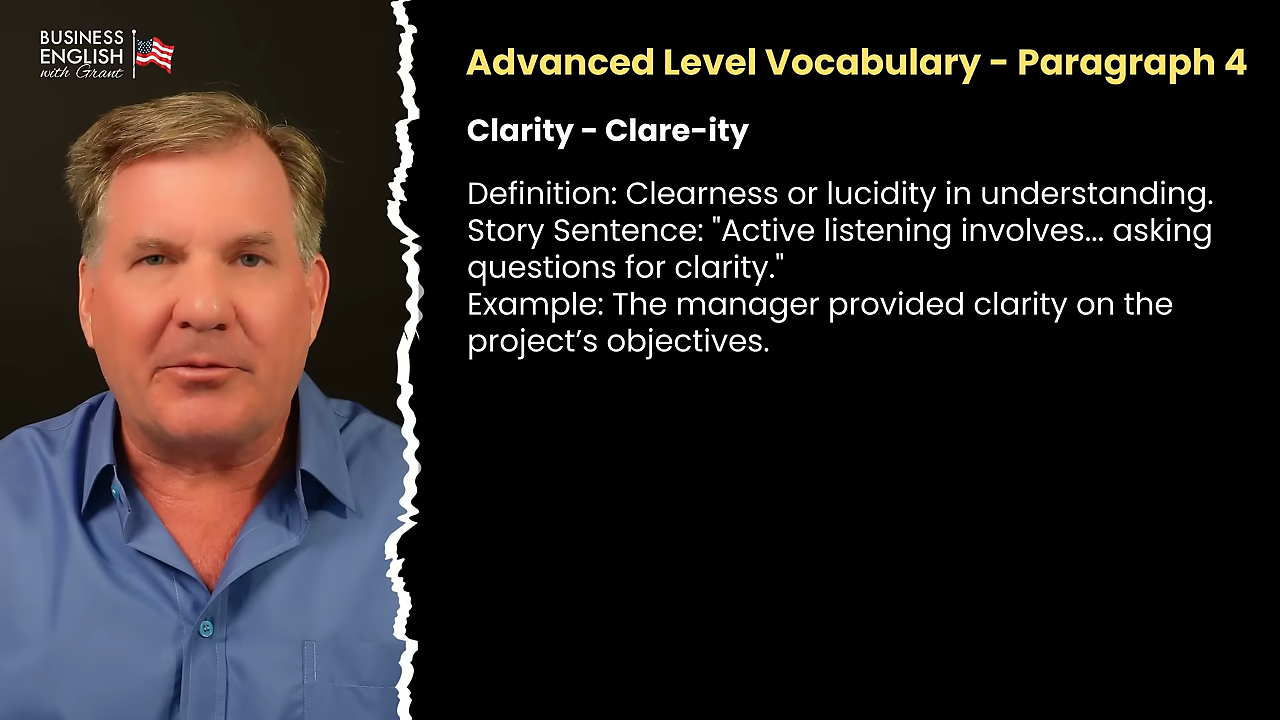 BUSINESS
ENGLISH
with Grant
Advanced Level Vocabulary - Paragraph 4
Clarity - Clare-ity
Definition: Clearness or lucidity in understanding.
Story Sentence: "Active listening involves... asking
questions for clarity."
Example: The manager provided clarity on the
project’s objectives.